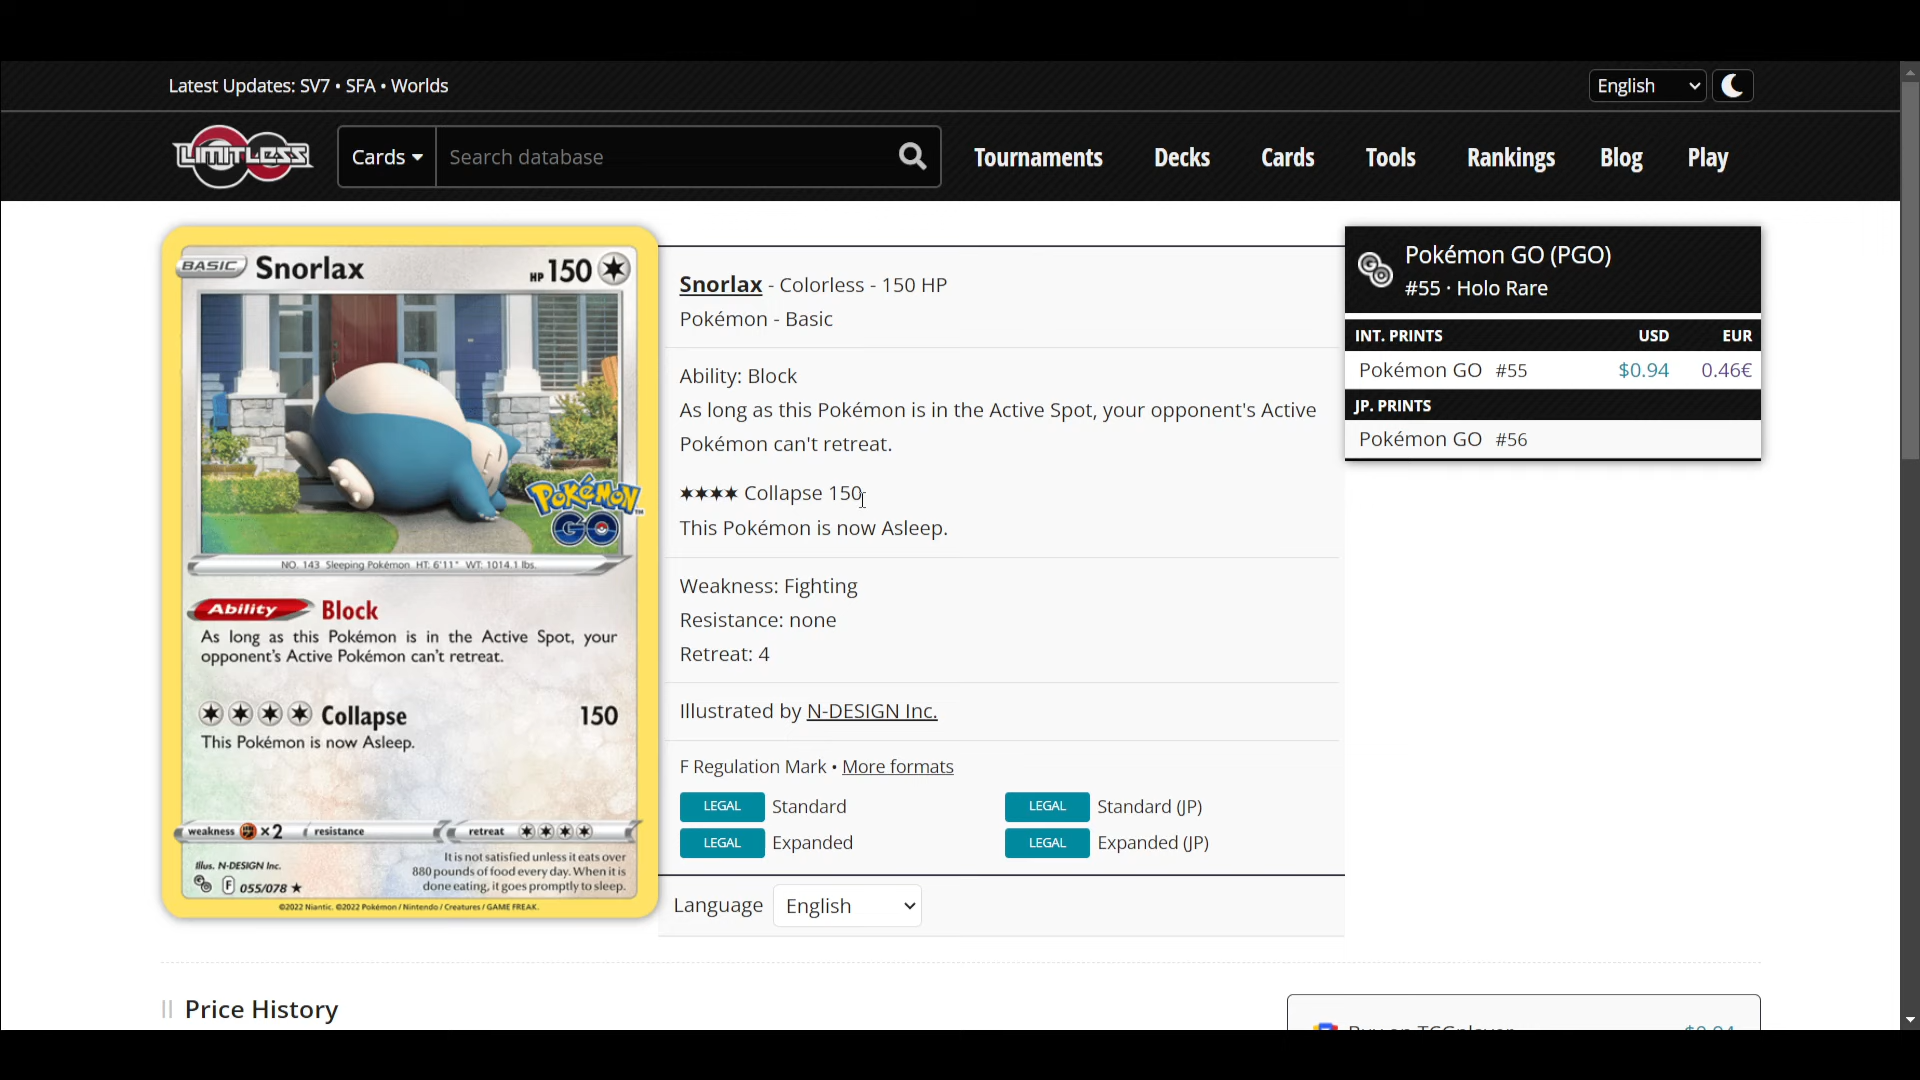 Latest Updates: SV7 • SFA • Worlds
English
LIMITLESS
Cards
Search database
Tournaments
Decks
Cards
Tools
Rankings
Blog
Play
BASIC Snorlax HP 150
Pokémon GO
NO. 143 Sleeping Pokémon HT: 6'11" WT: 1014.1 lbs.
Ability Block
As long as this Pokémon is in the Active Spot, your
opponent's Active Pokémon can't retreat.
Collapse 150
This Pokémon is now Asleep.
weakness ×2 resistance retreat
Illus. N-DESIGN Inc.
F 055/078 ★
It is not satisfied unless it eats over
880 pounds of food every day. When it is
done eating, it goes promptly to sleep.
©2022 Niantic. ©2022 Pokémon / Nintendo / Creatures / GAME FREAK.
Snorlax - Colorless - 150 HP
Pokémon - Basic
Ability: Block
As long as this Pokémon is in the Active Spot, your opponent's Active
Pokémon can't retreat.
Collapse 150
This Pokémon is now Asleep.
Weakness: Fighting
Resistance: none
Retreat: 4
Illustrated by N-DESIGN Inc.
F Regulation Mark • More formats
LEGAL Standard LEGAL Standard (JP)
LEGAL Expanded LEGAL Expanded (JP)
Language English
Pokémon GO (PGO)
#55 · Holo Rare
INT. PRINTS USD EUR
Pokémon GO #55 $0.94 0.46€
JP. PRINTS
Pokémon GO #56
Price History